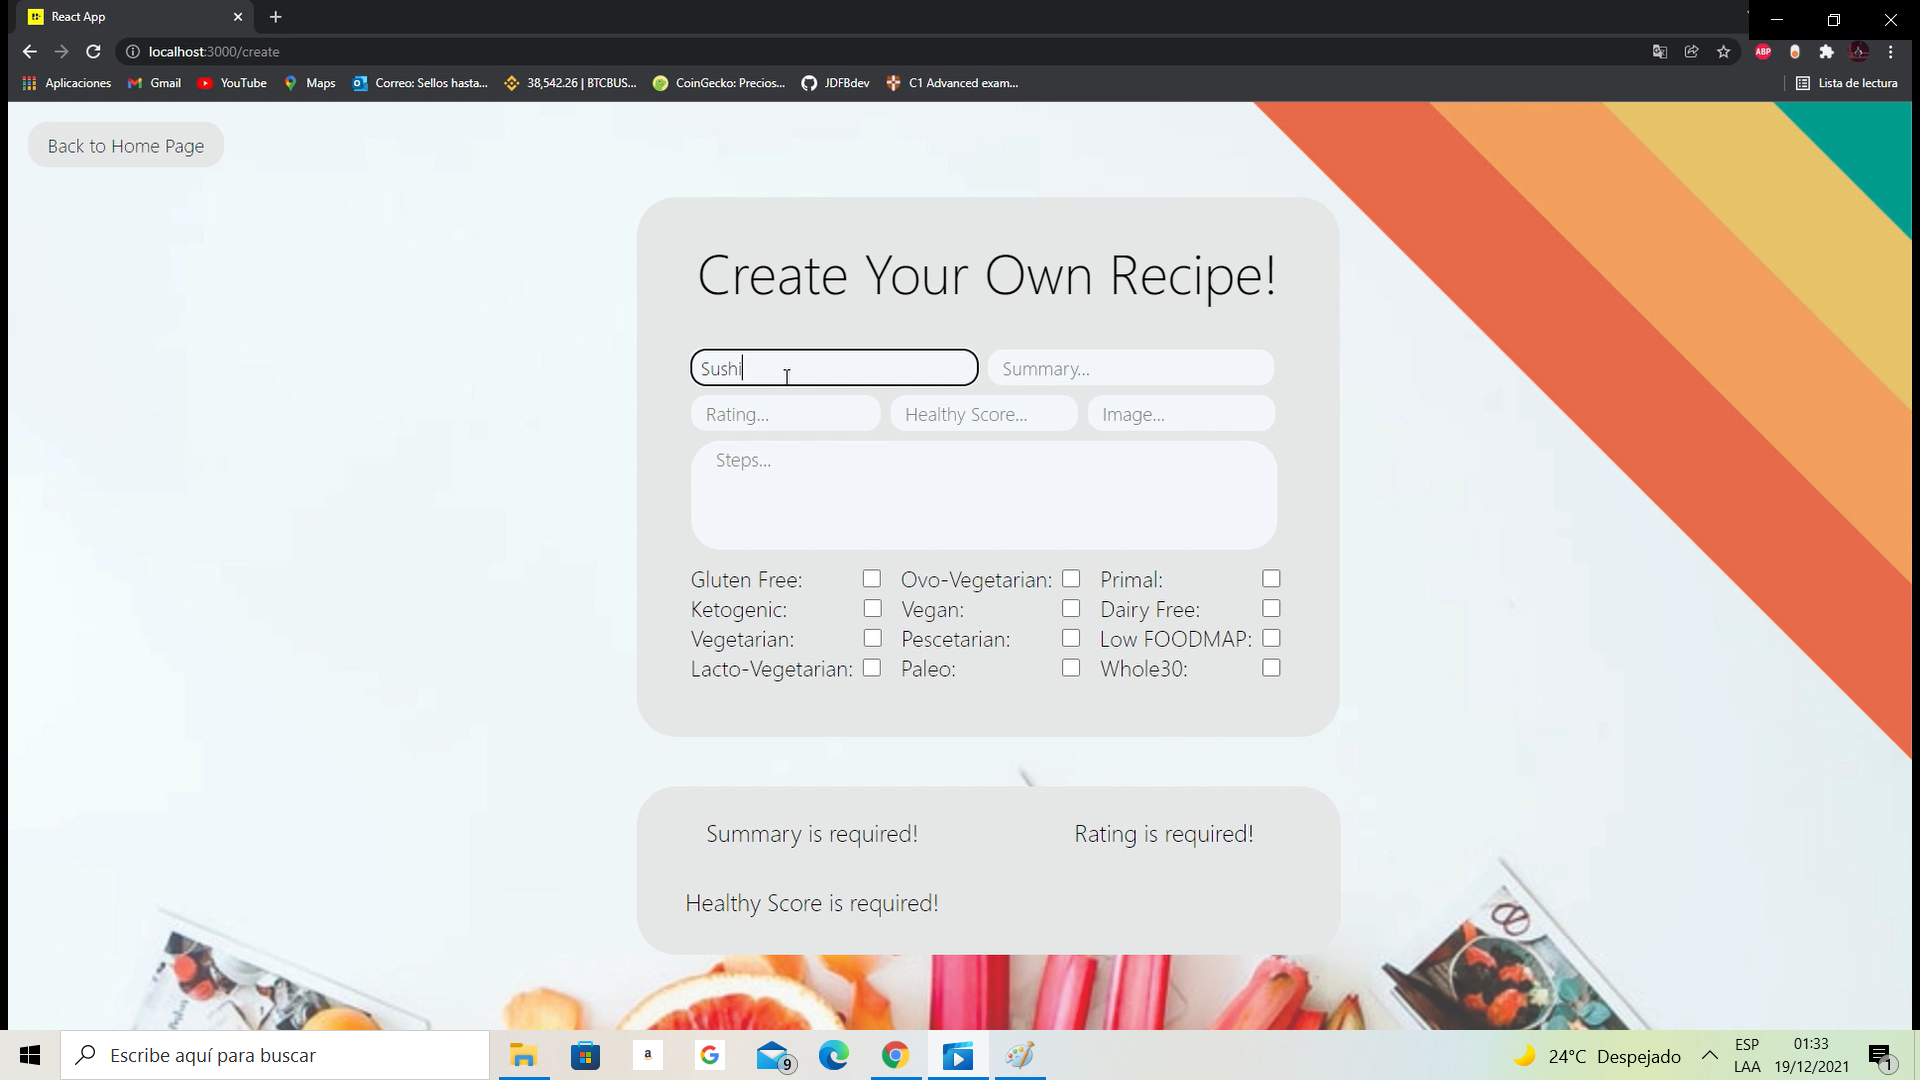 React App
localhost:3000/create
ABP
Aplicaciones Gmail YouTube Maps Correo: Sellos hasta... 38,542.26 | BTCBUS... CoinGecko: Precios... JDFBdev C1 Advanced exam... Lista de lectura
Back to Home Page
Create Your Own Recipe!
Sushi Summary...
Rating... Healthy Score... Image...
Steps...
Gluten Free: Ovo-Vegetarian: Primal:
Ketogenic: Vegan: Dairy Free:
Vegetarian: Pescetarian: Low FOODMAP:
Lacto-Vegetarian: Paleo: Whole30:
Summary is required! Rating is required!
Healthy Score is required!
Escribe aquí para buscar
a
G
9
24°C Despejado
ESP
LAA
01:33
19/12/2021
1